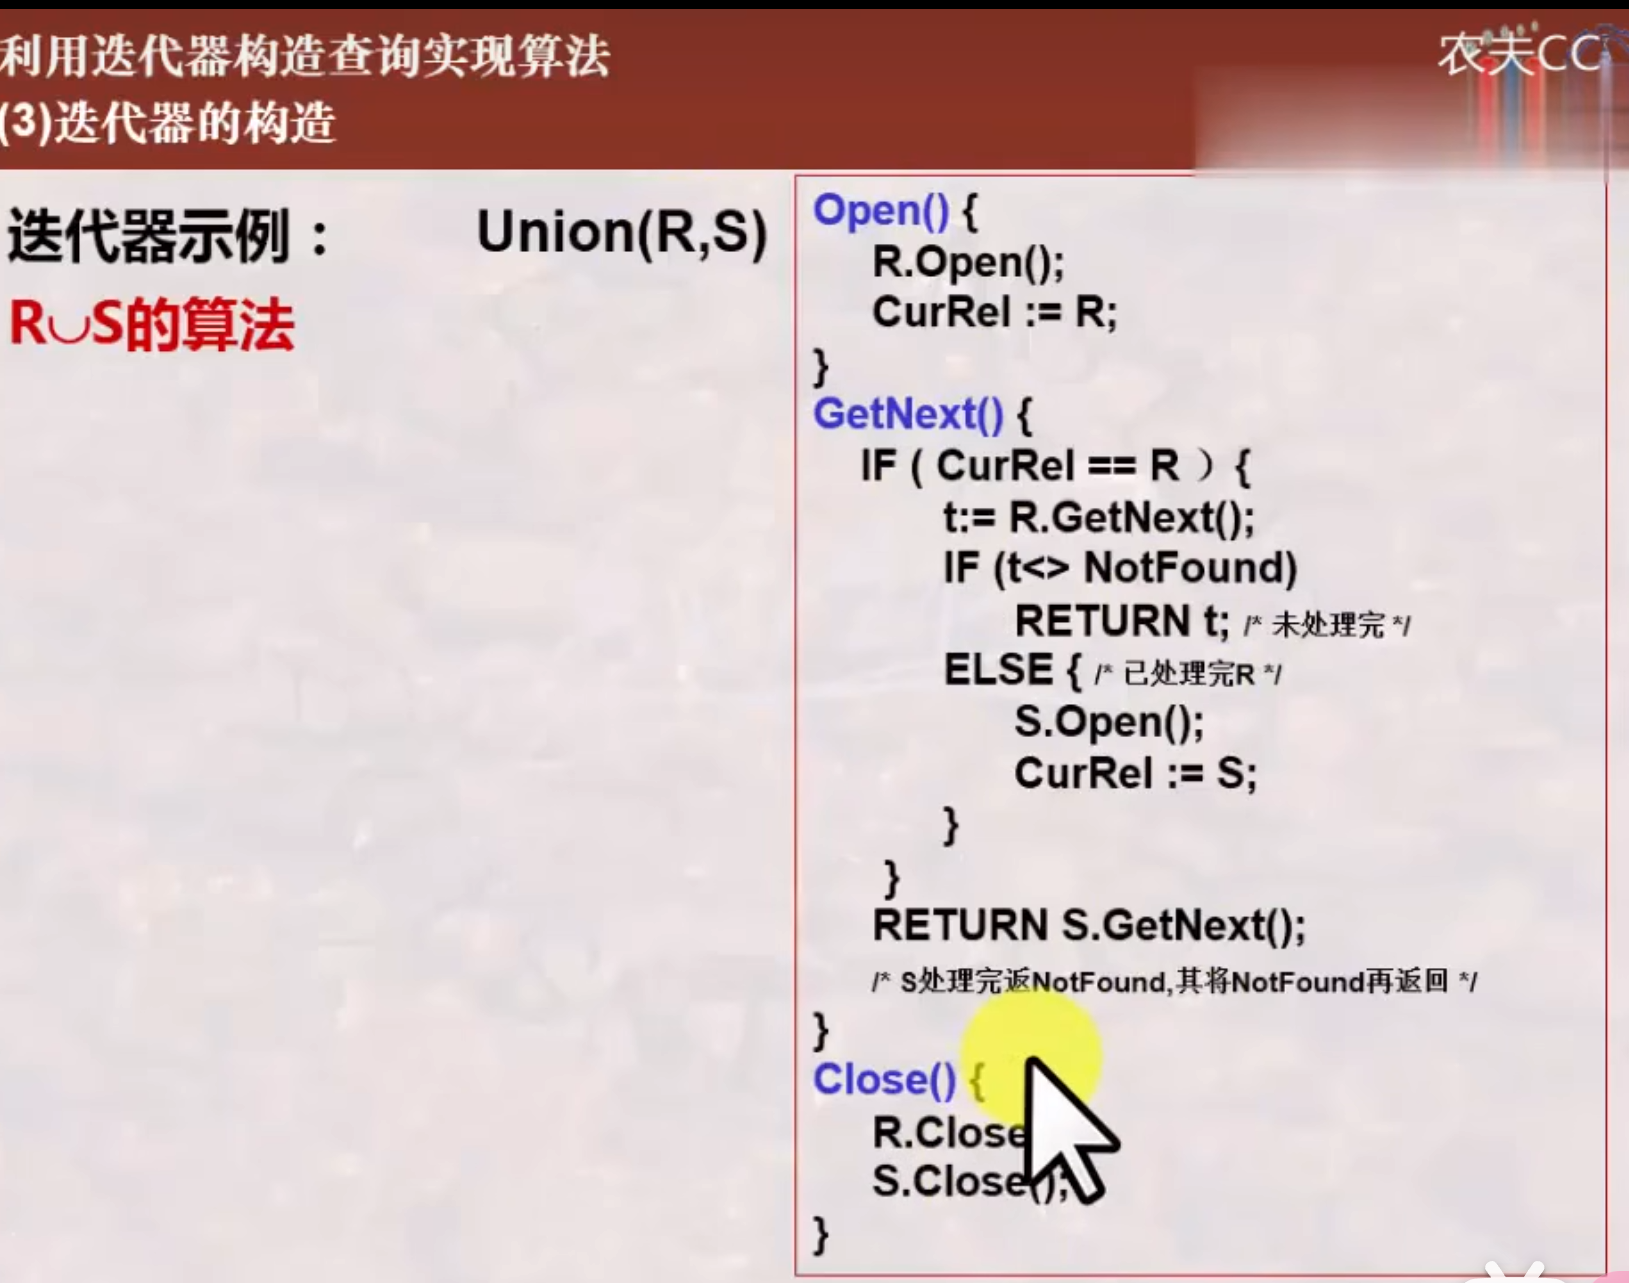 利用迭代器构造查询实现算法
农夫CC
(3)迭代器的构造
迭代器示例： Union(R,S)
R∪S的算法
Open() {
R.Open();
CurRel := R;
}
GetNext() {
IF ( CurRel == R ）{
t:= R.GetNext();
IF (t<> NotFound)
RETURN t; /* 未处理完 */
ELSE { /* 已处理完R */
S.Open();
CurRel := S;
}
}
RETURN S.GetNext();
/* S处理完返NotFound,其将NotFound再返回 */
}
Close() {
R.Close
S.Close();
}